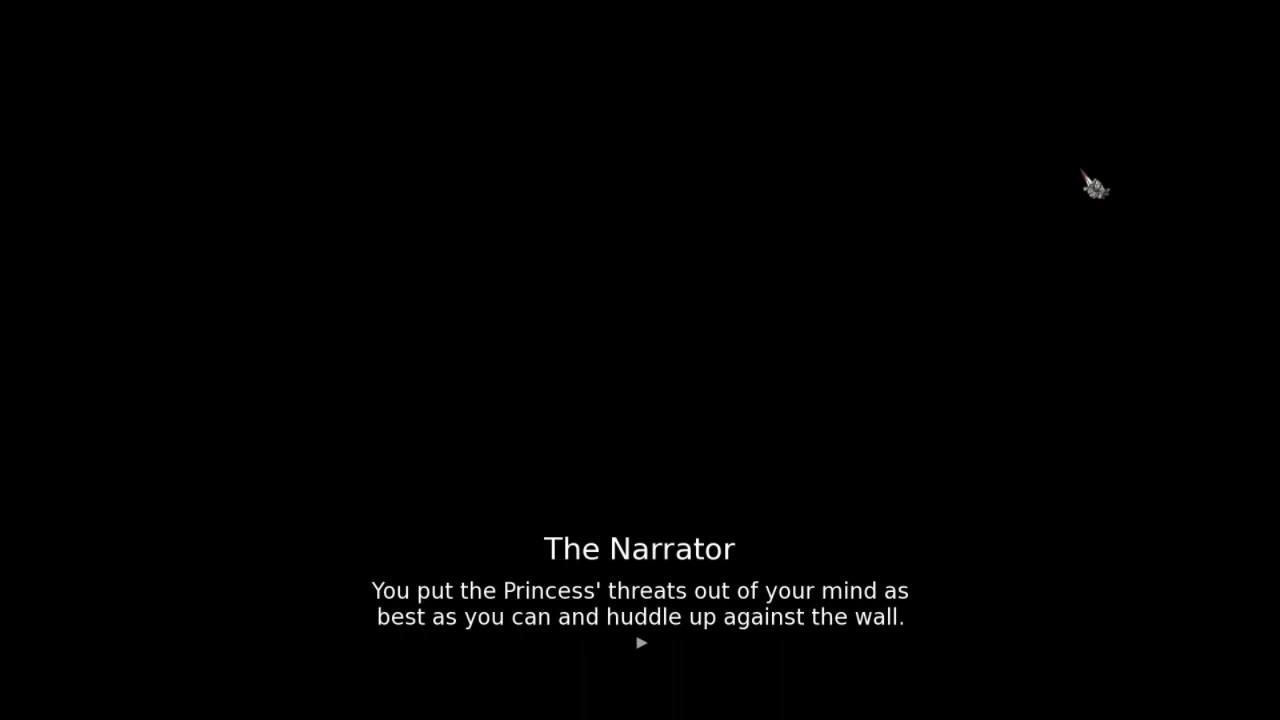 The Narrator
You put the Princess' threats out of your mind as
best as you can and huddle up against the wall.